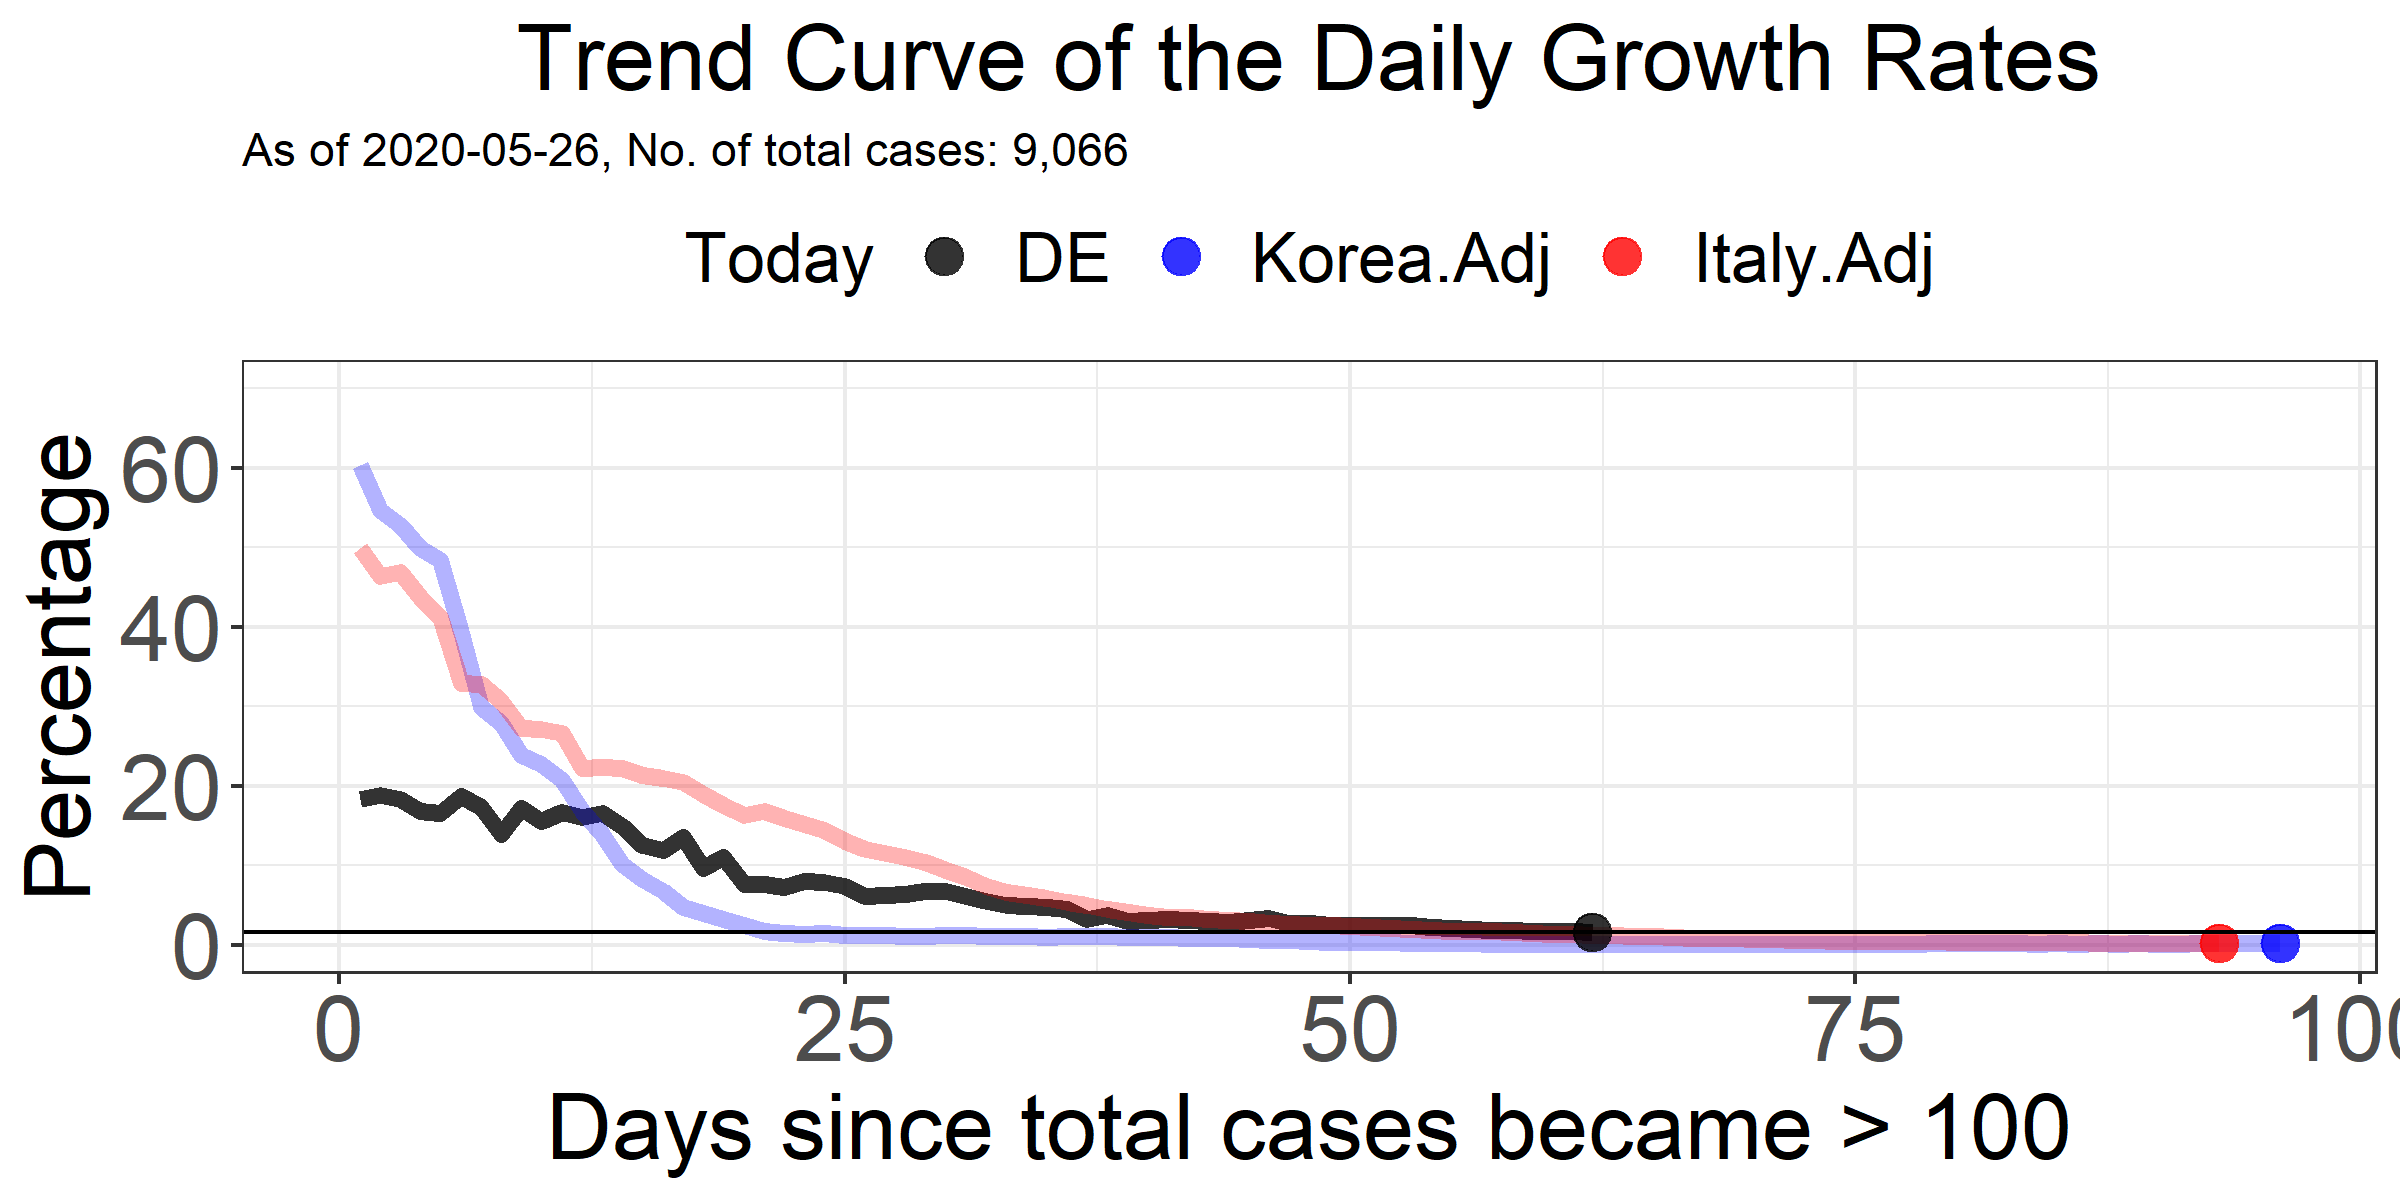 Trend Curve of the Daily Growth Rates
As of 2020-05-26, No. of total cases: 9,066
Today DE Korea.Adj Italy.Adj
Percentage
60
40
20
0
0 25 50 75 100
Days since total cases became > 100